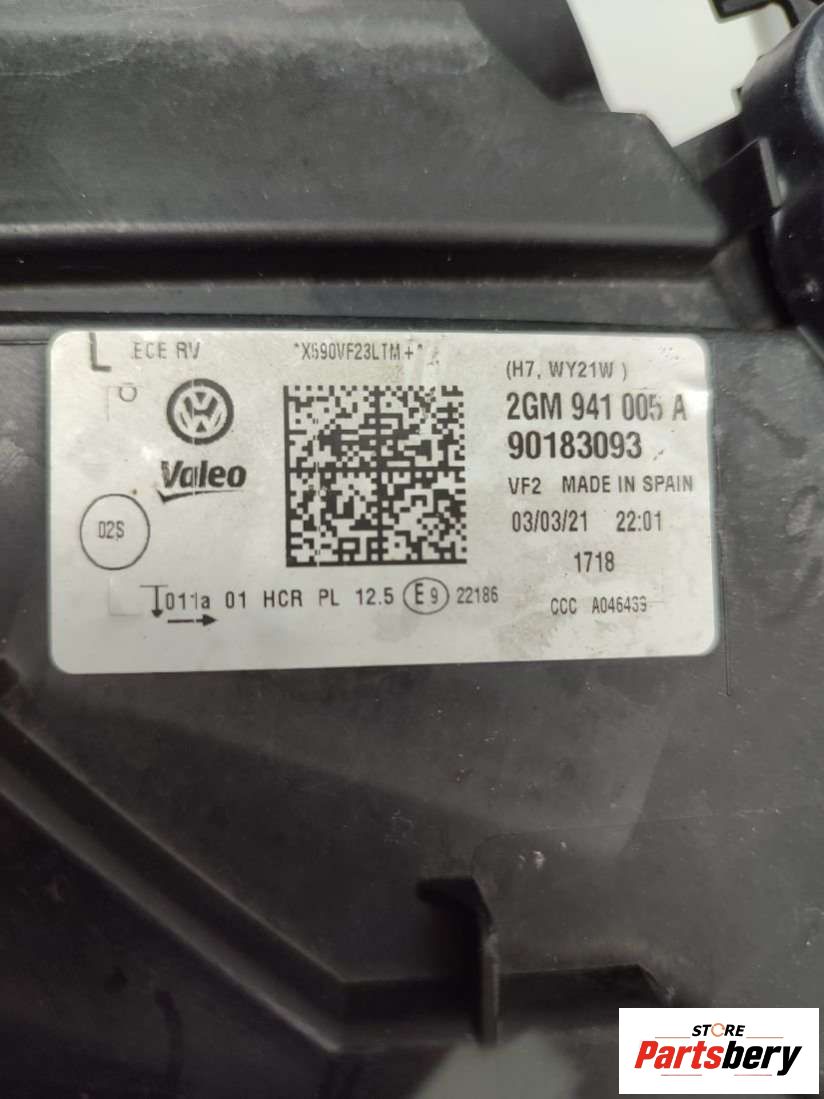 L ECE RV *X590VF23LTM+*
(H7, WY21W )
2GM 941 005 A
Valeo
90183093
VF2 MADE IN SPAIN
02S
03/03/21 22:01
1718
011a 01 HCR PL 12.5 E9 22186
CCC A046439
STORE
Partsbery